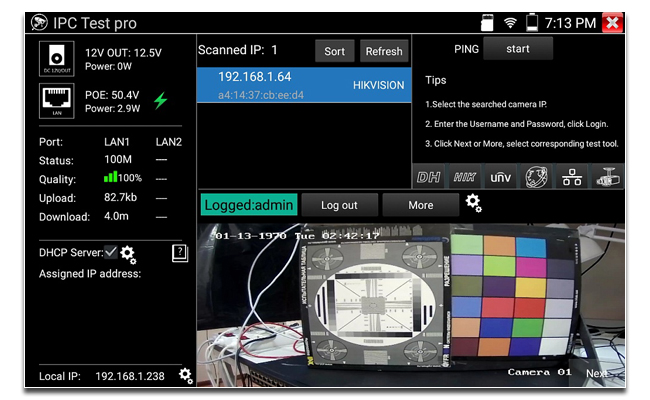 IPC Test pro
7:13 PM
12V OUT: 12.5V
Power: 0W
DC 12V/OUT
POE: 50.4V
Power: 2.9W
LAN
Port: LAN1 LAN2
Status: 100M ---
Quality: 100% ---
Upload: 82.7kb ---
Download: 4.0m ---
DHCP Server:
?
Assigned IP address:
Local IP: 192.168.1.238
Scanned IP: 1 Sort Refresh
192.168.1.64
a4:14:37:cb:ee:d4
HIKVISION
PING start
Tips
1.Select the searched camera IP.
2. Enter the Username and Password, click Login.
3. Click Next or More, select corresponding test tool.
DH HIK unv
Logged:admin Log out More
01-13-1970 Tue 02:42:17
ИСПЫТАТЕЛЬНАЯ ТАБЛИЦА
РАЗРЕШЕНИЕ
Camera 01
Next